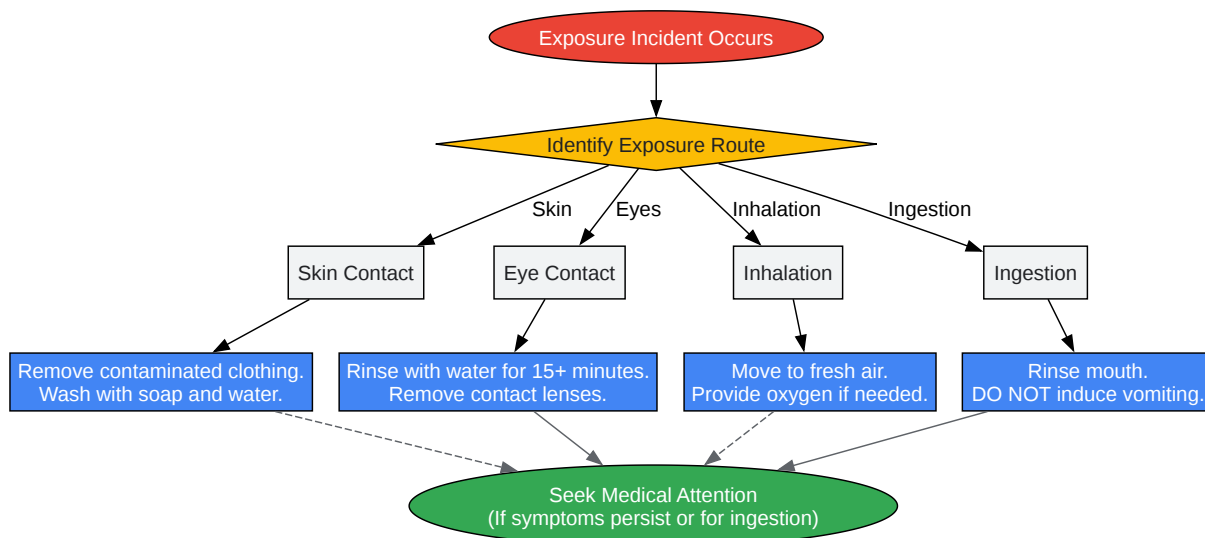 Exposure Incident Occurs
Identify Exposure Route
Skin
Eyes
Inhalation
Ingestion
Skin Contact
Eye Contact
Inhalation
Ingestion
Remove contaminated clothing.
Wash with soap and water.
Rinse with water for 15+ minutes.
Remove contact lenses.
Move to fresh air.
Provide oxygen if needed.
Rinse mouth.
DO NOT induce vomiting.
Seek Medical Attention
(If symptoms persist or for ingestion)